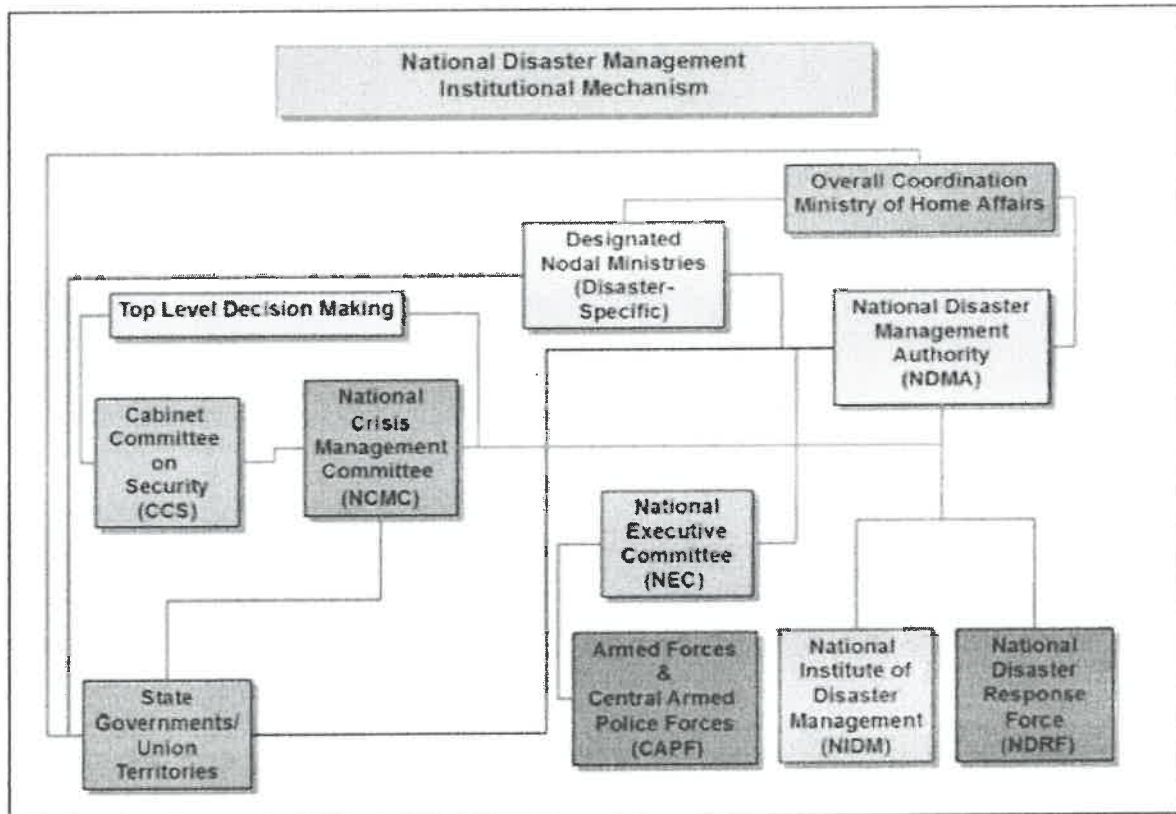 National Disaster Management
Institutional Mechanism
Overall Coordination
Ministry of Home Affairs
Designated
Nodal Ministries
(Disaster-
Specific)
Top Level Decision Making
National Disaster
Management
Authority
(NDMA)
Cabinet
Committee
on
Security
(CCS)
National
Crisis
Management
Committee
(NCMC)
National
Executive
Committee
(NEC)
State
Governments/
Union
Territories
Armed Forces
&
Central Armed
Police Forces
(CAPF)
National
Institute of
Disaster
Management
(NIDM)
National
Disaster
Response
Force
(NDRF)